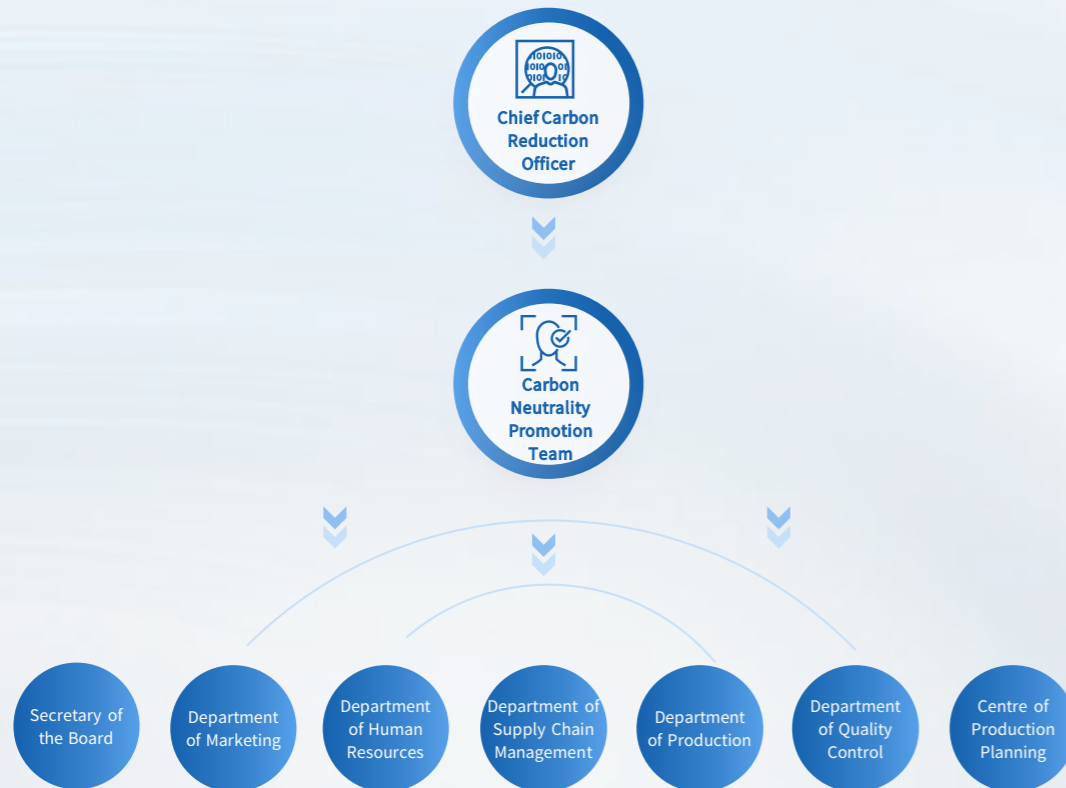 Chief Carbon
Reduction
Officer
Carbon
Neutrality
Promotion
Team
Secretary of
the Board
Department
of Marketing
Department
of Human
Resources
Department of
Supply Chain
Management
Department
of Production
Department
of Quality
Control
Centre of
Production
Planning